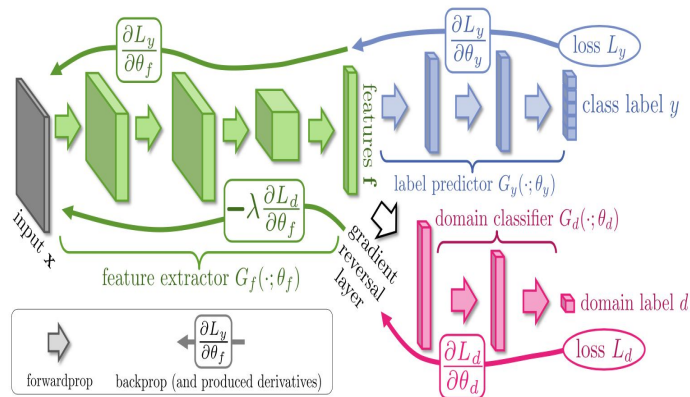 ∂L_y
∂θ_f
∂L_y
∂θ_y
loss L_y
features f
class label y
label predictor G_y(·;θ_y)
input x
−λ ∂L_d
∂θ_f
feature extractor G_f(·;θ_f)
gradient
reversal
layer
domain classifier G_d(·;θ_d)
domain label d
∂L_d
∂θ_d
loss L_d
∂L_y
∂θ_f
forwardprop
backprop (and produced derivatives)